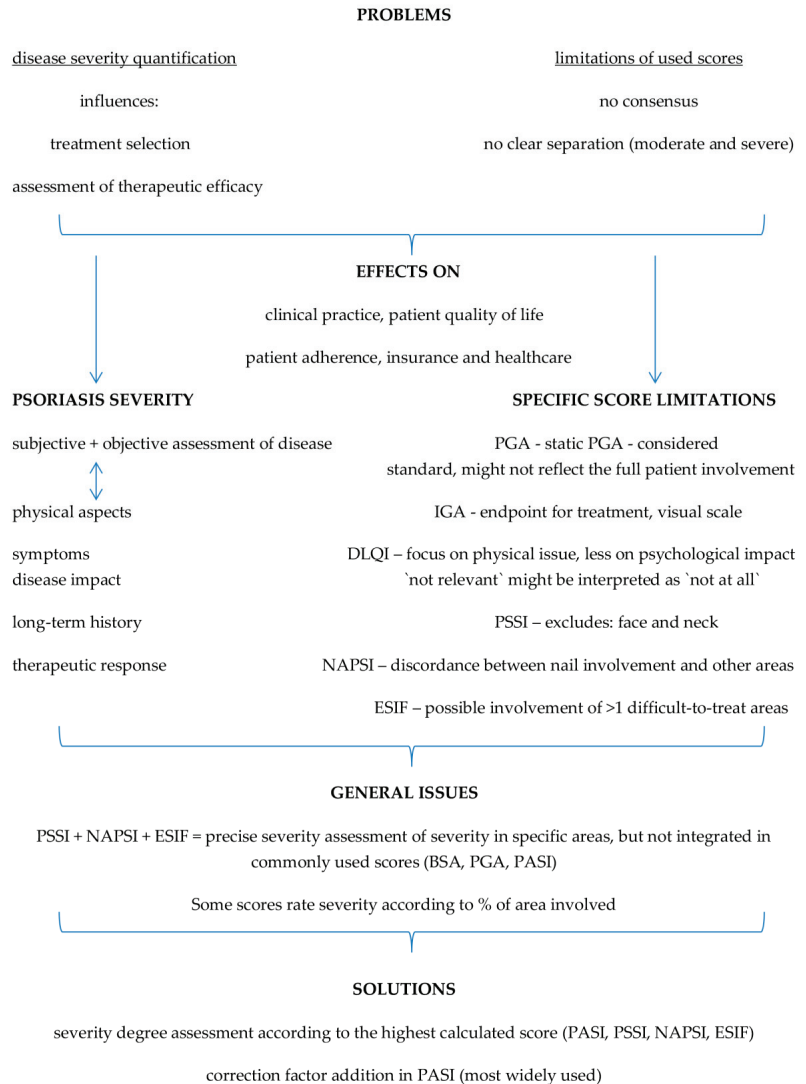 PROBLEMS
disease severity quantification
limitations of used scores
influences:
no consensus
treatment selection
no clear separation (moderate and severe)
assessment of therapeutic efficacy
EFFECTS ON
clinical practice, patient quality of life
patient adherence, insurance and healthcare
PSORIASIS SEVERITY
SPECIFIC SCORE LIMITATIONS
subjective + objective assessment of disease
PGA - static PGA - considered
standard, might not reflect the full patient involvement
physical aspects
IGA - endpoint for treatment, visual scale
symptoms
DLQI – focus on physical issue, less on psychological impact
disease impact
`not relevant` might be interpreted as `not at all`
long-term history
PSSI – excludes: face and neck
therapeutic response
NAPSI – discordance between nail involvement and other areas
ESIF – possible involvement of >1 difficult-to-treat areas
GENERAL ISSUES
PSSI + NAPSI + ESIF = precise severity assessment of severity in specific areas, but not integrated in
commonly used scores (BSA, PGA, PASI)
Some scores rate severity according to % of area involved
SOLUTIONS
severity degree assessment according to the highest calculated score (PASI, PSSI, NAPSI, ESIF)
correction factor addition in PASI (most widely used)